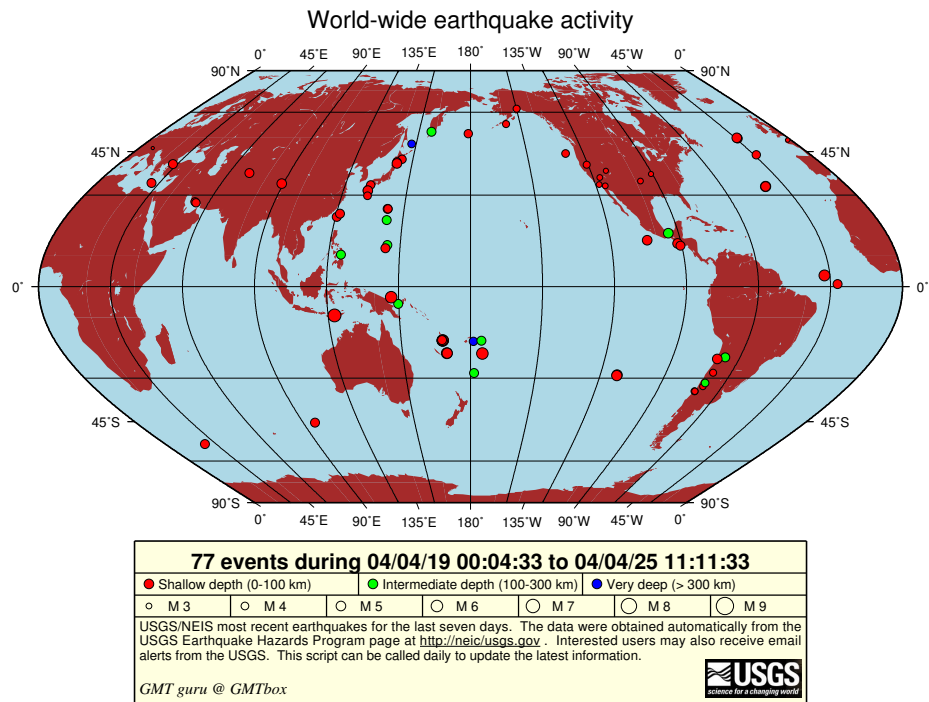 World-wide earthquake activity
0˚ 45˚E 90˚E 135˚E 180˚ 135˚W 90˚W 45˚W 0˚
90˚N 90˚N
45˚N 45˚N
0˚ 0˚
45˚S 45˚S
90˚S 90˚S
0˚ 45˚E 90˚E 135˚E 180˚ 135˚W 90˚W 45˚W 0˚
77 events during 04/04/19 00:04:33 to 04/04/25 11:11:33
Shallow depth (0-100 km) Intermediate depth (100-300 km) Very deep (> 300 km)
M 3 M 4 M 5 M 6 M 7 M 8 M 9
USGS/NEIS most recent earthquakes for the last seven days. The data were obtained automatically from the
USGS Earthquake Hazards Program page at http://neic/usgs.gov . Interested users may also receive email
alerts from the USGS. This script can be called daily to update the latest information.
USGS
science for a changing world
GMT guru @ GMTbox